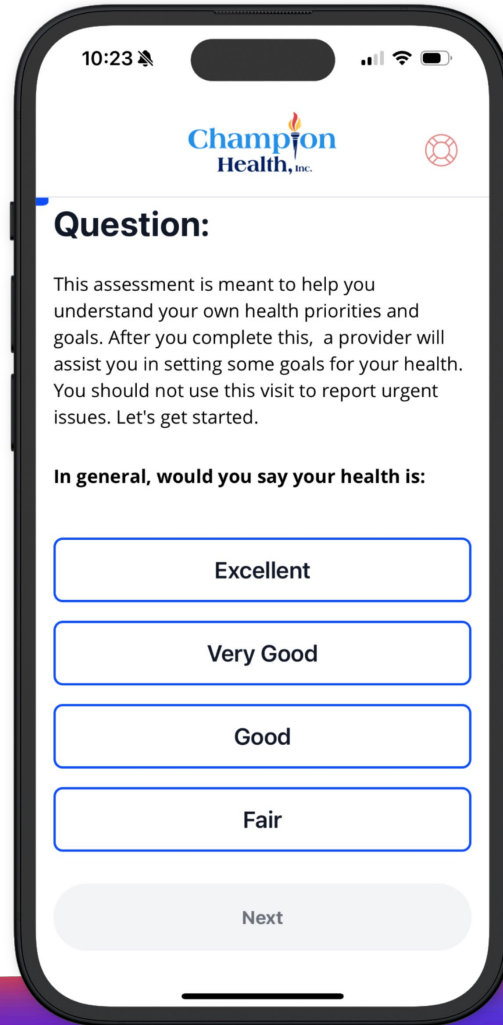 10:23
Champion
Health, Inc.
Question:
This assessment is meant to help you
understand your own health priorities and
goals. After you complete this,  a provider will
assist you in setting some goals for your health.
You should not use this visit to report urgent
issues. Let's get started.
In general, would you say your health is:
Excellent
Very Good
Good
Fair
Next